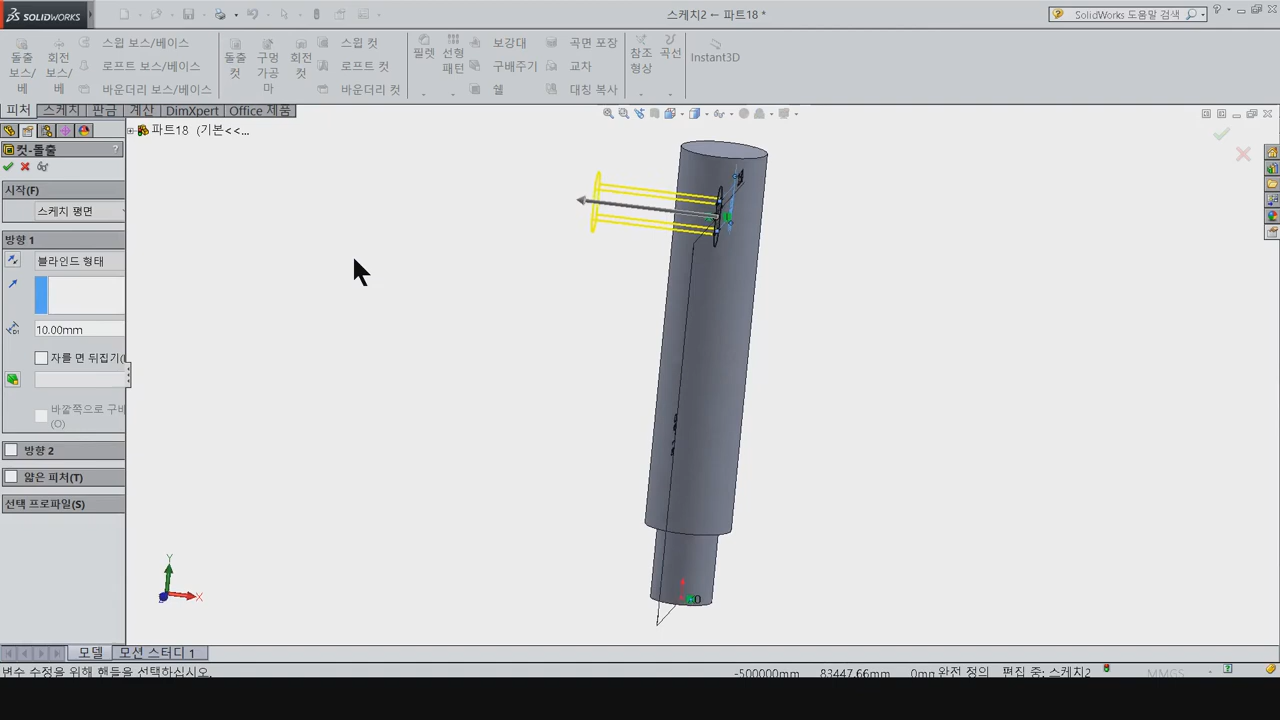 SOLIDWORKS
스케치2 ← 파트18 *
SolidWorks 도움말 검색
돌출 보스/베
회전 보스/베
스윕 보스/베이스
로프트 보스/베이스
바운더리 보스/베이스
돌출 컷
구멍 가공 마
회전 컷
스윕 컷
로프트 컷
바운더리 컷
필렛
선형 패턴
보강대
구배주기
쉘
곡면 포장
교차
대칭 복사
참조 형상
곡선
Instant3D
피처
스케치
판금
계산
DimXpert
Office 제품
파트18 (기본<<...
컷-돌출
?
시작(F)
스케치 평면
방향 1
블라인드 형태
10.00mm
자를 면 뒤집기(
바깥쪽으로 구배
(O)
방향 2
얇은 피처(T)
선택 프로파일(S)
Y
X
모델
모션 스터디 1
변수 수정을 위해 핸들을 선택하십시오.
-500000mm
83447.66mm
0mm
완전 정의
편집 중: 스케치2
MMGS